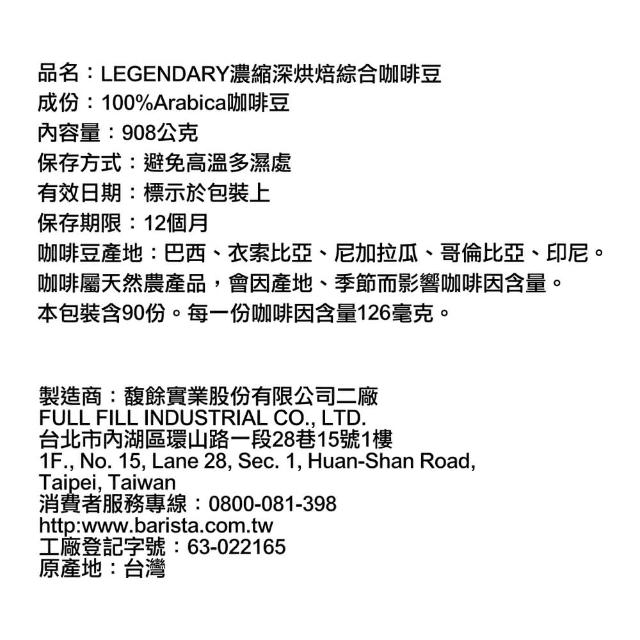 品名：LEGENDARY濃縮深烘焙綜合咖啡豆
成份：100%Arabica咖啡豆
內容量：908公克
保存方式：避免高溫多濕處
有效日期：標示於包裝上
保存期限：12個月
咖啡豆產地：巴西、衣索比亞、尼加拉瓜、哥倫比亞、印尼。
咖啡屬天然農產品，會因產地、季節而影響咖啡因含量。
本包裝含90份。每一份咖啡因含量126毫克。
製造商：馥餘實業股份有限公司二廠
FULL FILL INDUSTRIAL CO., LTD.
台北市內湖區環山路一段28巷15號1樓
1F., No. 15, Lane 28, Sec. 1, Huan-Shan Road,
Taipei, Taiwan
消費者服務專線：0800-081-398
http:www.barista.com.tw
工廠登記字號：63-022165
原產地：台灣